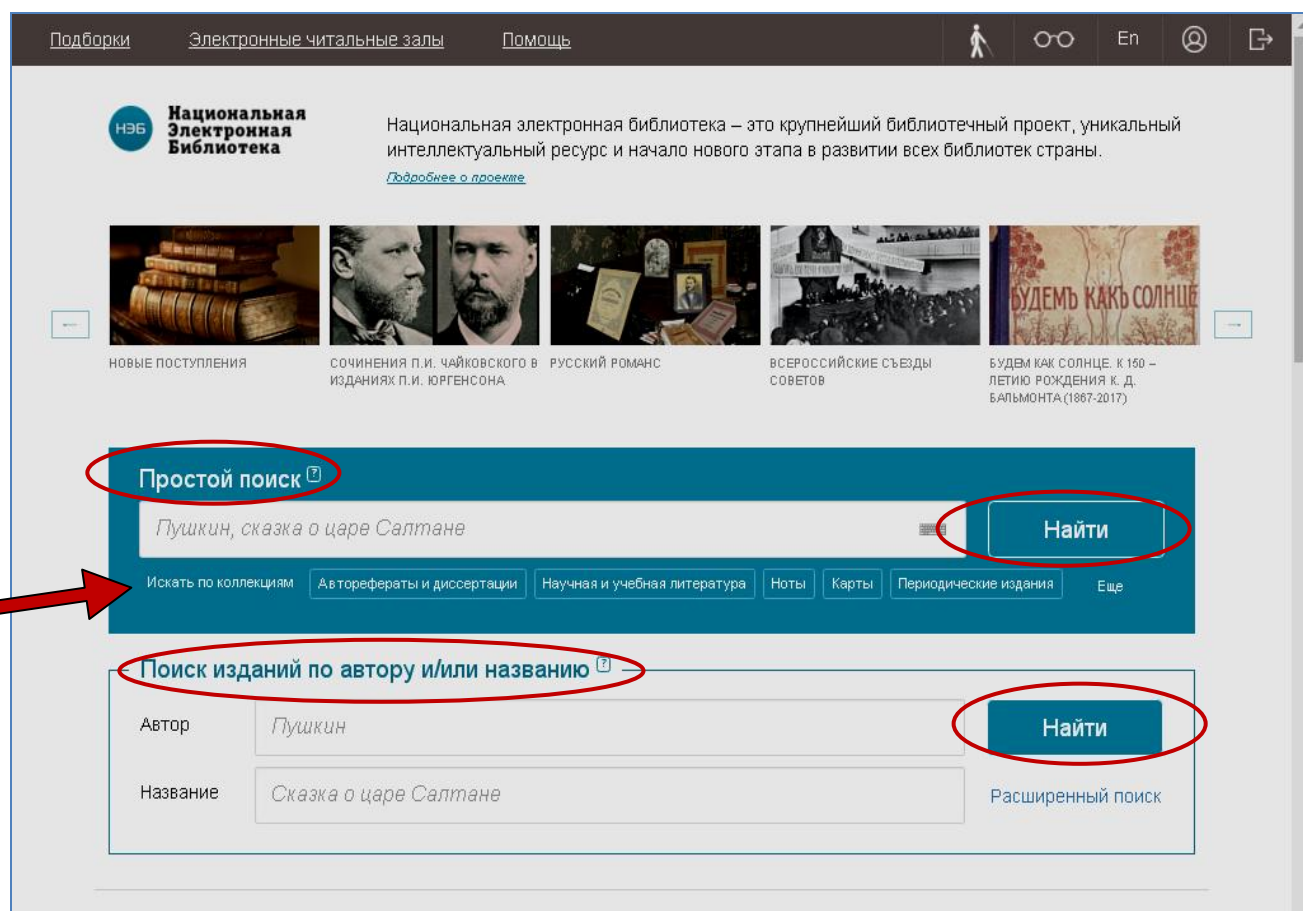 Подборки Электронные читальные залы Помощь En
нэб
Национальная
Электронная
Библиотека
Национальная электронная библиотека – это крупнейший библиотечный проект, уникальный
интеллектуальный ресурс и начало нового этапа в развитии всех библиотек страны.
Подробнее о проекте
БУДЕМЪ КАКЪ СОЛНЦЕ
НОВЫЕ ПОСТУПЛЕНИЯ
СОЧИНЕНИЯ П.И. ЧАЙКОВСКОГО В
ИЗДАНИЯХ П.И. ЮРГЕНСОНА
РУССКИЙ РОМАНС
ВСЕРОССИЙСКИЕ СЪЕЗДЫ
СОВЕТОВ
БУДЕМ КАК СОЛНЦЕ. К 150 –
ЛЕТИЮ РОЖДЕНИЯ К. Д.
БАЛЬМОНТА (1867-2017)
Простой поиск ?
Пушкин, сказка о царе Салтане Найти
Искать по коллекциям Авторефераты и диссертации Научная и учебная литература Ноты Карты Периодические издания Еще
Поиск изданий по автору и/или названию ?
Автор Пушкин Найти
Название Сказка о царе Салтане Расширенный поиск